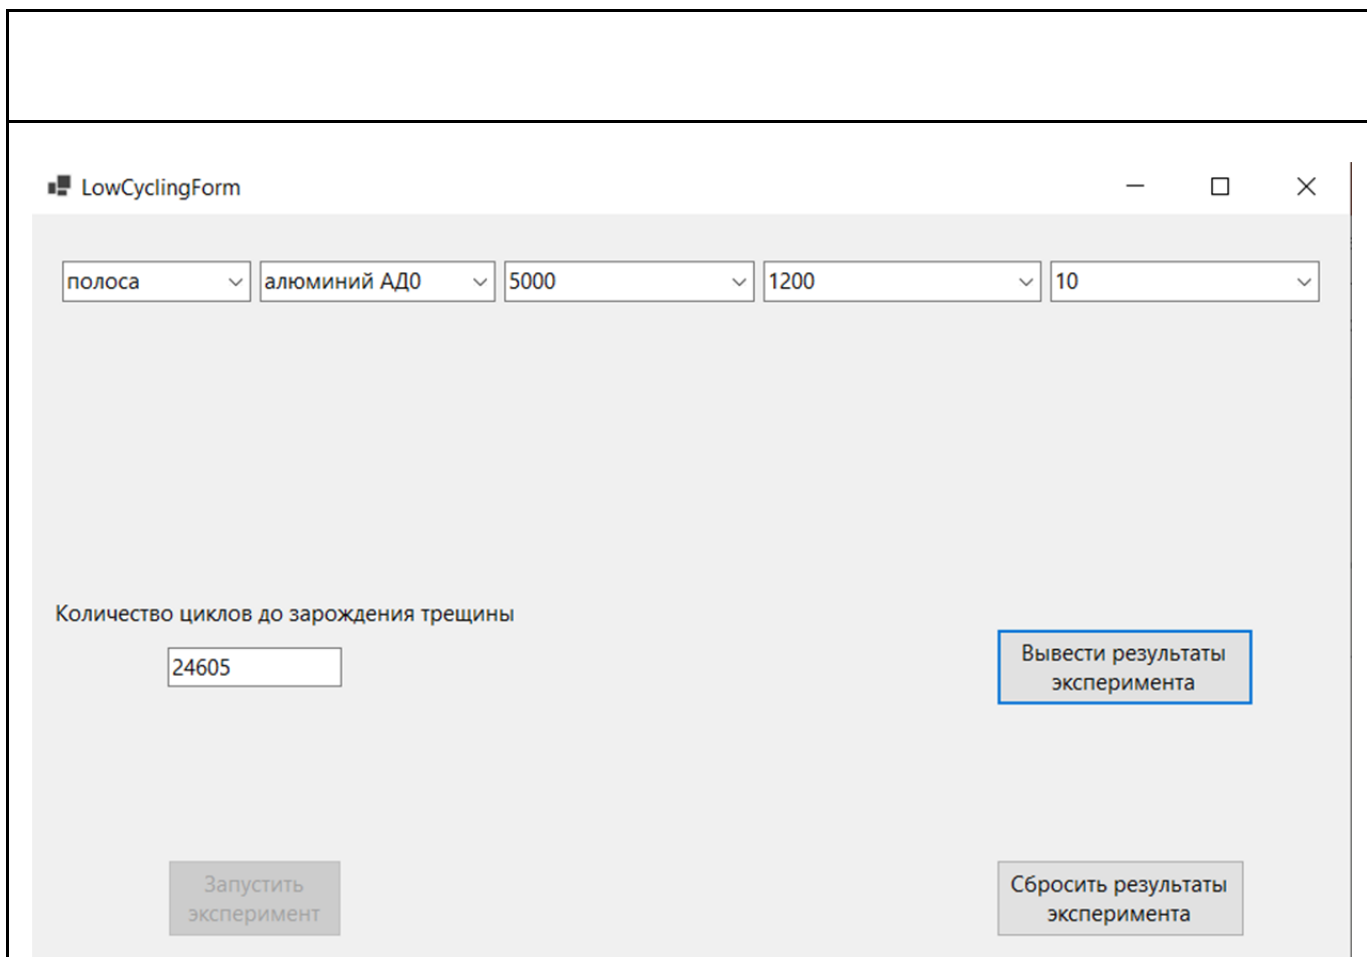 LowCyclingForm
полоса алюминий АД0 5000 1200 10
Количество циклов до зарождения трещины
24605
Вывести результаты
эксперимента
Запустить
эксперимент
Сбросить результаты
эксперимента